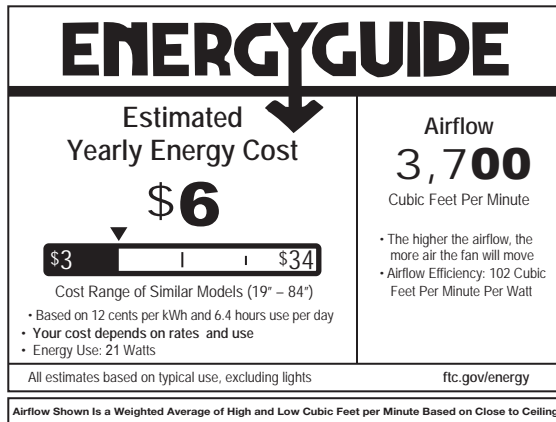 ENERGYGUIDE
Estimated
Yearly Energy Cost
$6
$3 $34
Cost Range of Similar Models (19" – 84")
• Based on 12 cents per kWh and 6.4 hours use per day
• Your cost depends on rates and use
• Energy Use: 21 Watts
Airflow
3,700
Cubic Feet Per Minute
• The higher the airflow, the
more air the fan will move
• Airflow Efficiency: 102 Cubic
Feet Per Minute Per Watt
All estimates based on typical use, excluding lights
ftc.gov/energy
Airflow Shown Is a Weighted Average of High and Low Cubic Feet per Minute Based on Close to Ceiling